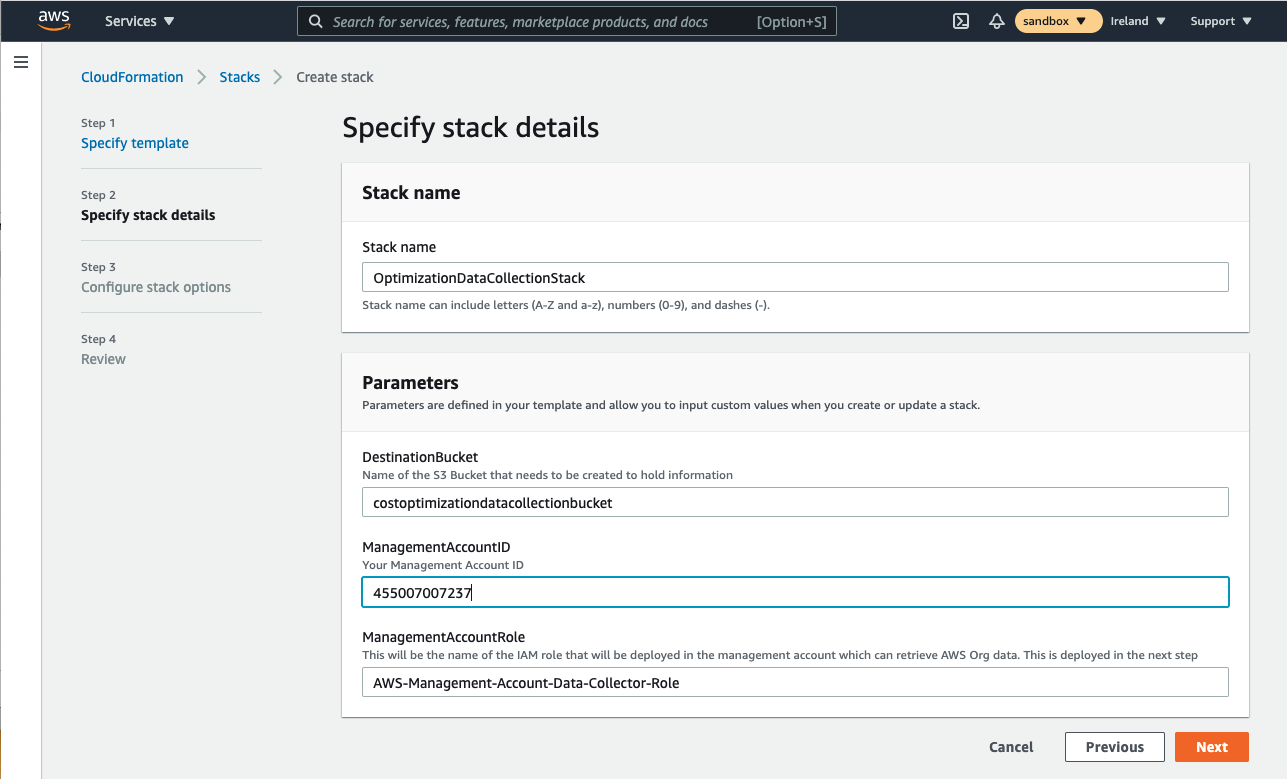 aws
Services
Search for services, features, marketplace products, and docs
[Option+S]
sandbox
Ireland
Support
CloudFormation
Stacks
Create stack
Step 1
Specify template
Step 2
Specify stack details
Step 3
Configure stack options
Step 4
Review
Specify stack details
Stack name
Stack name
OptimizationDataCollectionStack
Stack name can include letters (A-Z and a-z), numbers (0-9), and dashes (-).
Parameters
Parameters are defined in your template and allow you to input custom values when you create or update a stack.
DestinationBucket
Name of the S3 Bucket that needs to be created to hold information
costoptimizationdatacollectionbucket
ManagementAccountID
Your Management Account ID
455007007237
ManagementAccountRole
This will be the name of the IAM role that will be deployed in the management account which can retrieve AWS Org data. This is deployed in the next step
AWS-Management-Account-Data-Collector-Role
Cancel
Previous
Next